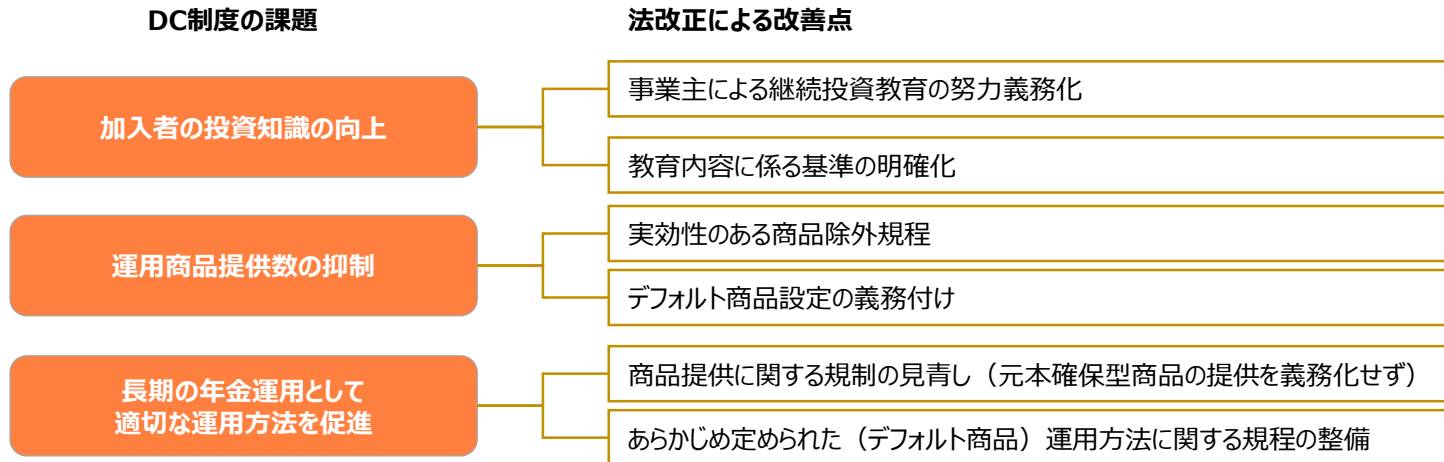 DC制度の課題
法改正による改善点
加入者の投資知識の向上
事業主による継続投資教育の努力義務化
教育内容に係る基準の明確化
運用商品提供数の抑制
実効性のある商品除外規程
デフォルト商品設定の義務付け
長期の年金運用として
適切な運用方法を促進
商品提供に関する規制の見青し（元本確保型商品の提供を義務化せず）
あらかじめ定められた（デフォルト商品）運用方法に関する規程の整備